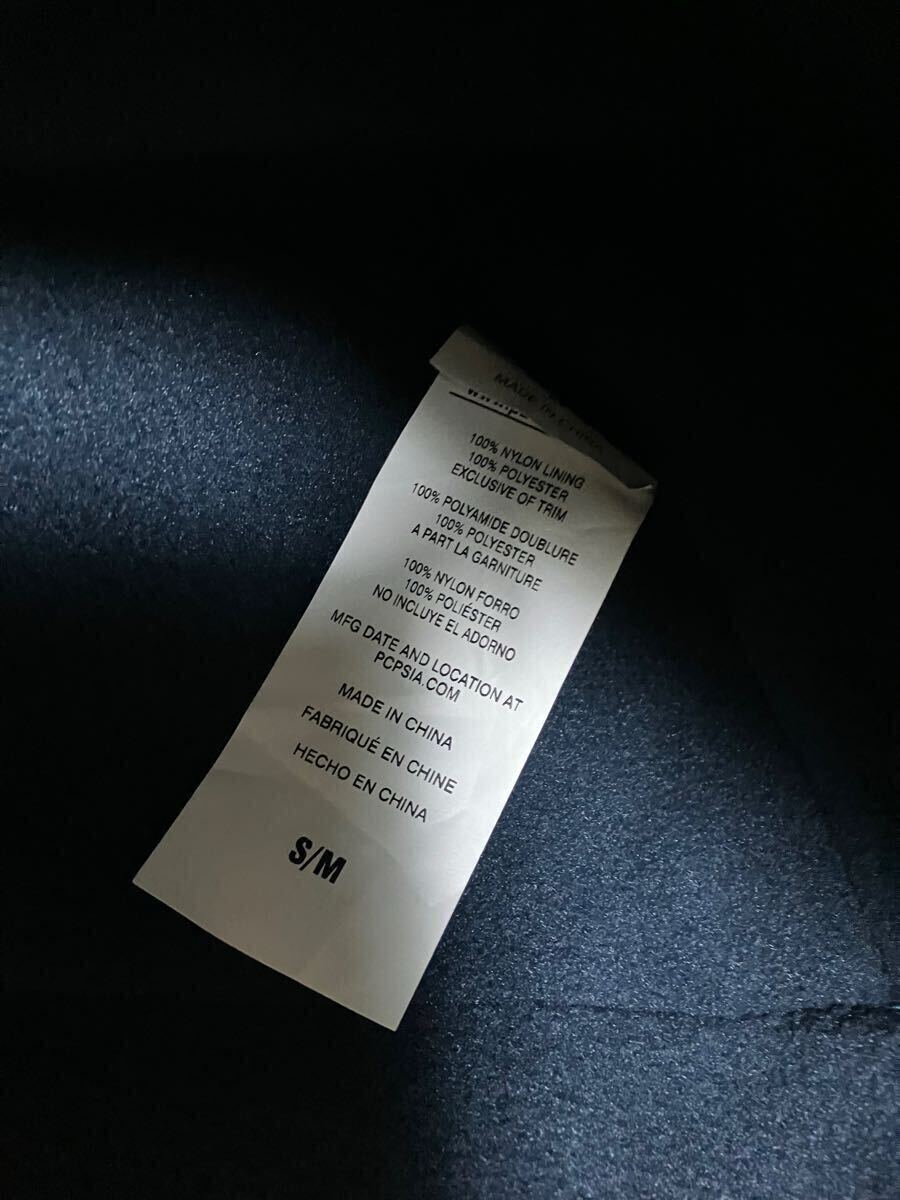 MADE IN CHINA
100% NYLON LINING
100% POLYESTER
EXCLUSIVE OF TRIM
100% POLYAMIDE DOUBLURE
100% POLYESTER
A PART LA GARNITURE
100% NYLON FORRO
100% POLIÉSTER
NO INCLUYE EL ADORNO
MFG DATE AND LOCATION AT
PCPSIA.COM
MADE IN CHINA
FABRIQUÉ EN CHINE
HECHO EN CHINA
S/M